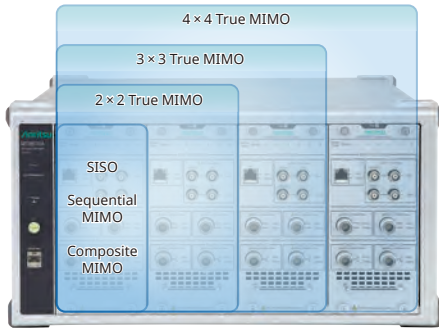 4 × 4 True MIMO
3 × 3 True MIMO
2 × 2 True MIMO
Anritsu
SISO
Sequential
MIMO
Composite
MIMO